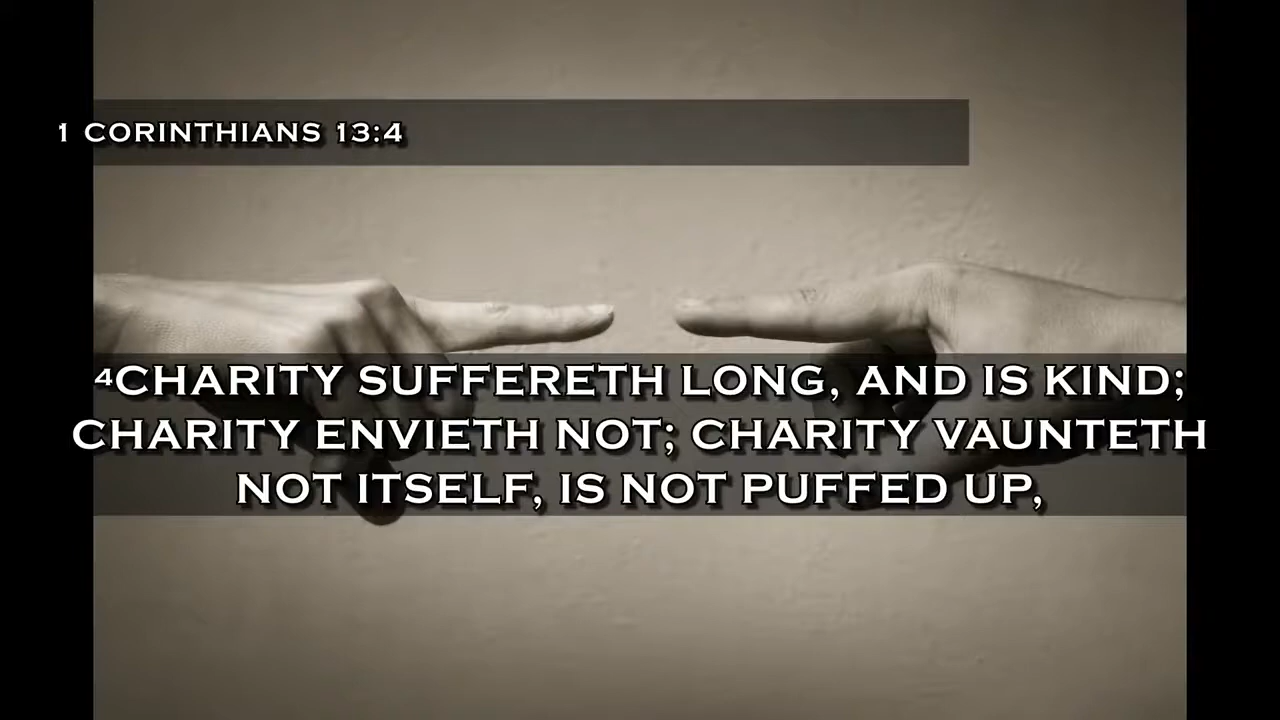 1 CORINTHIANS 13:4
⁴CHARITY SUFFERETH LONG, AND IS KIND;
CHARITY ENVIETH NOT; CHARITY VAUNTETH
NOT ITSELF, IS NOT PUFFED UP,